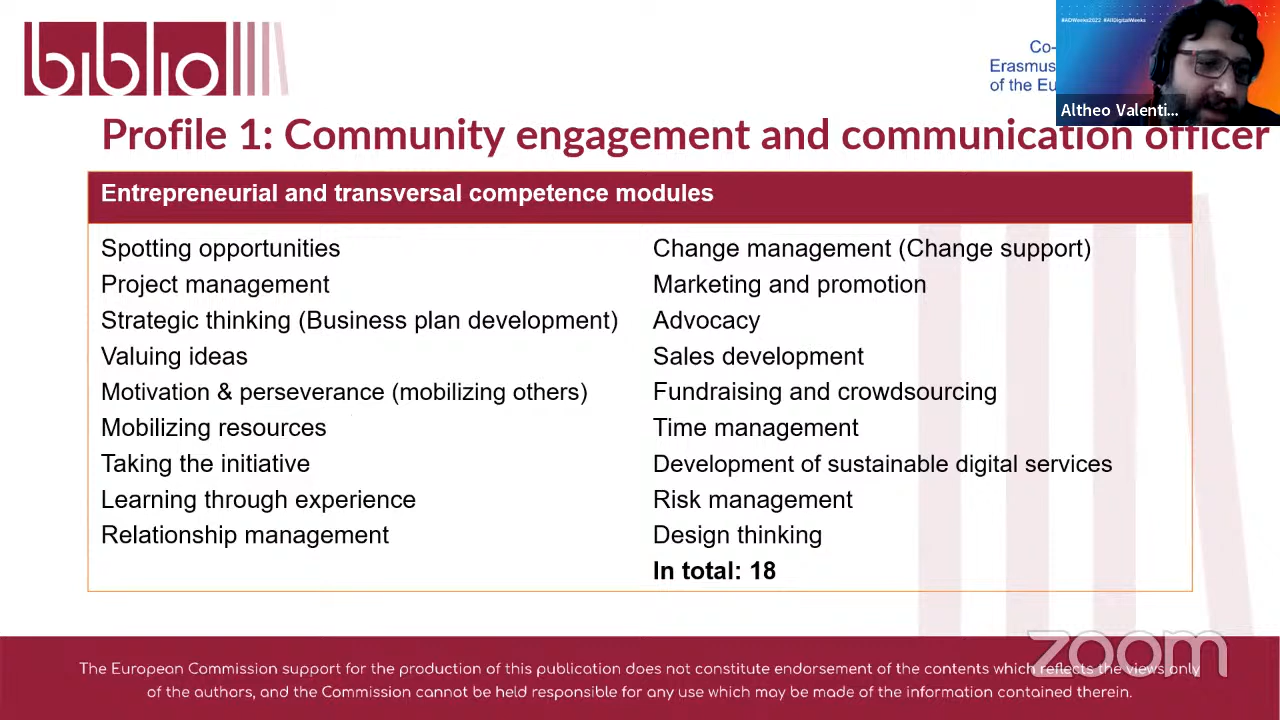 biblio
#ADWeeks2022 #AllDigitalWeeks
Co-
Erasmus
of the Eu
Altheo Valenti...
Profile 1: Community engagement and communication officer
Entrepreneurial and transversal competence modules
Spotting opportunities
Project management
Strategic thinking (Business plan development)
Valuing ideas
Motivation & perseverance (mobilizing others)
Mobilizing resources
Taking the initiative
Learning through experience
Relationship management
Change management (Change support)
Marketing and promotion
Advocacy
Sales development
Fundraising and crowdsourcing
Time management
Development of sustainable digital services
Risk management
Design thinking
In total: 18
The European Commission support for the production of this publication does not constitute endorsement of the contents which reflects the views only
of the authors, and the Commission cannot be held responsible for any use which may be made of the information contained therein.
zoom